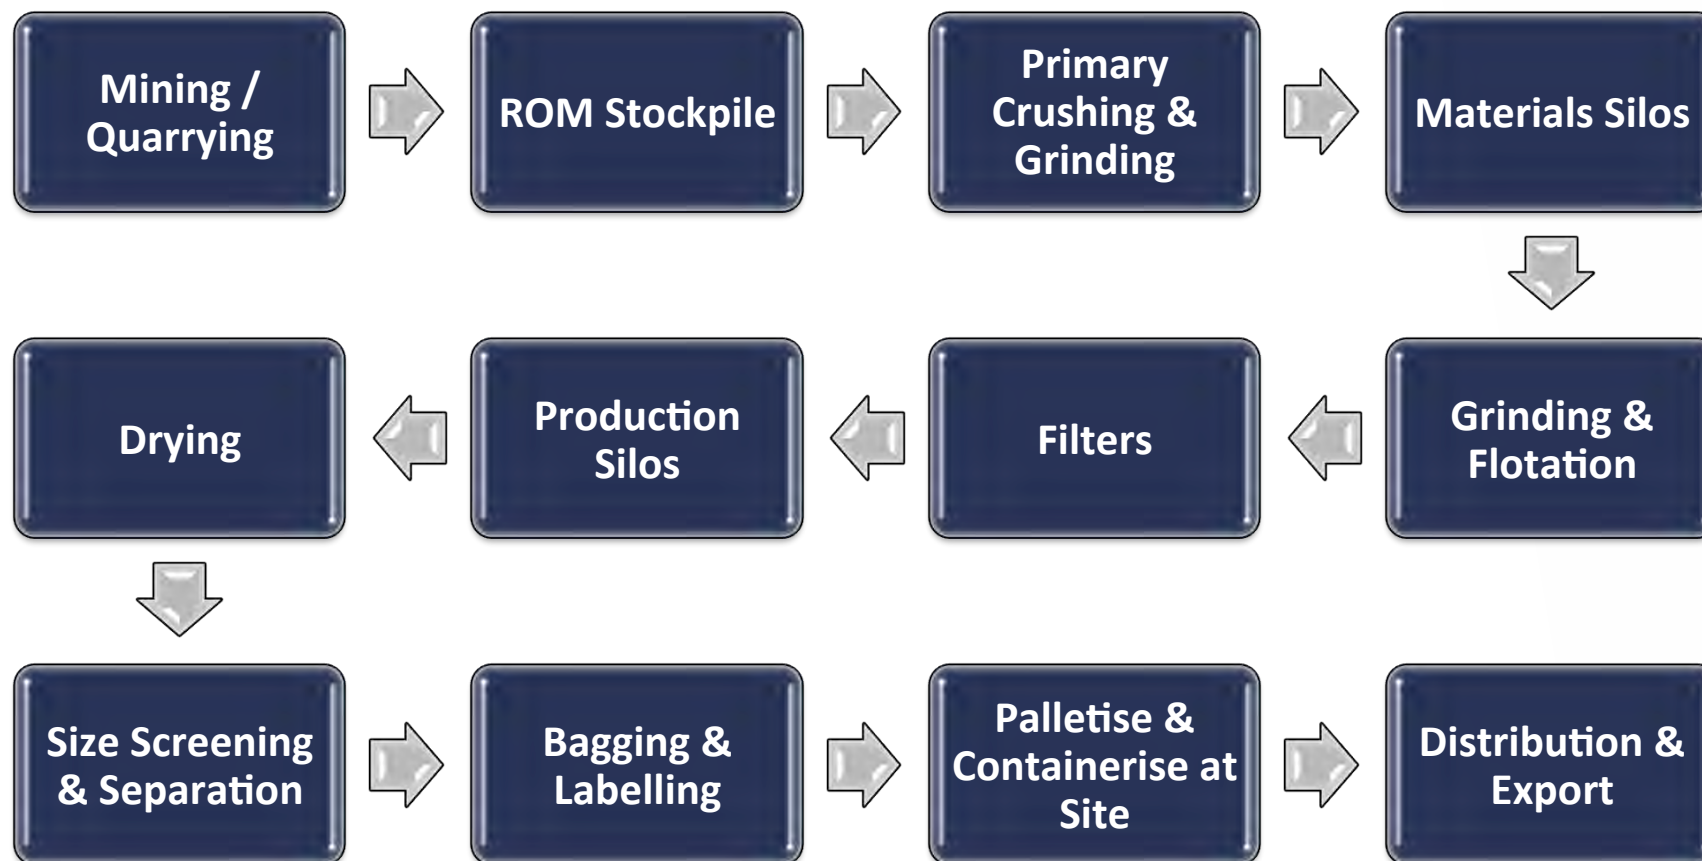 Mining /
Quarrying
ROM Stockpile
Primary
Crushing &
Grinding
Materials Silos
Grinding &
Flotation
Filters
Production
Silos
Drying
Size Screening
& Separation
Bagging &
Labelling
Palletise &
Containerise at
Site
Distribution &
Export